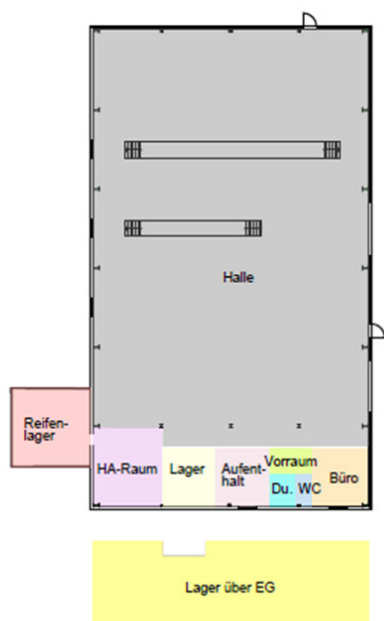 Halle
Reifen-
lager
HA-Raum
Lager
Aufent-
halt
Vorraum
Du. WC
Büro
Lager über EG